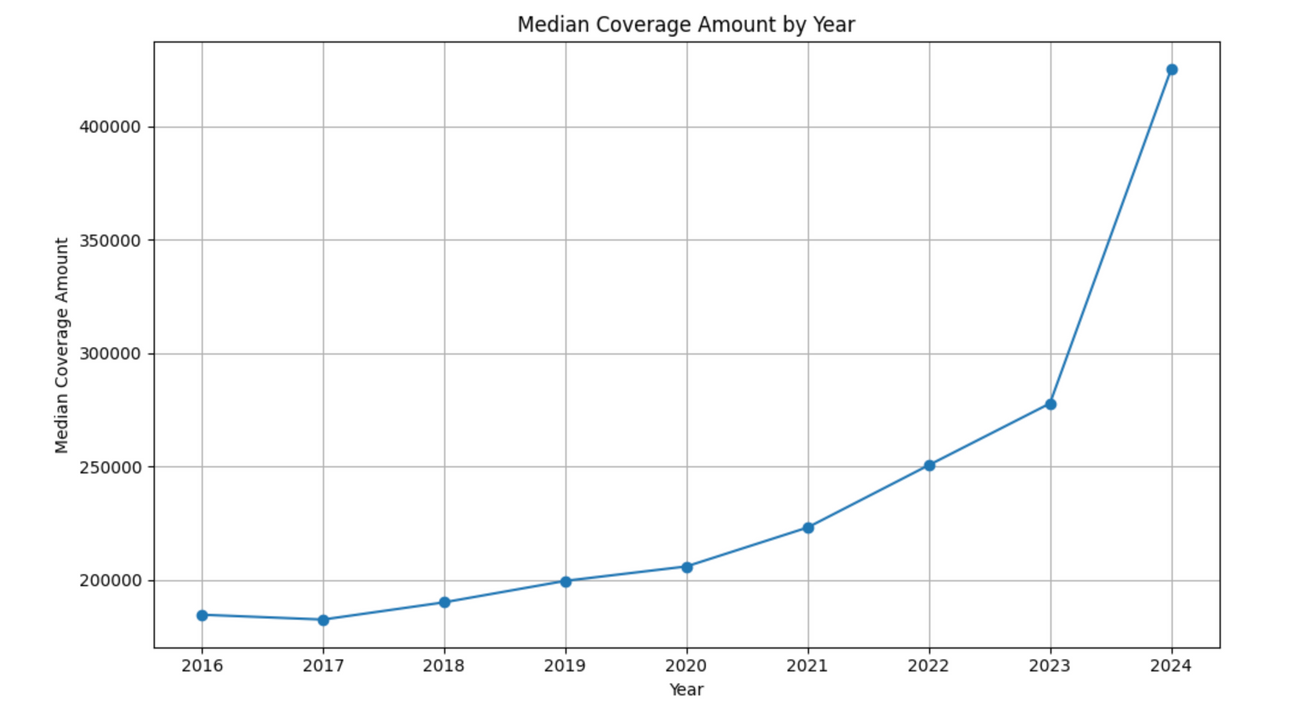 Median Coverage Amount by Year
Median Coverage Amount
400000
350000
300000
250000
200000
2016 2017 2018 2019 2020 2021 2022 2023 2024
Year